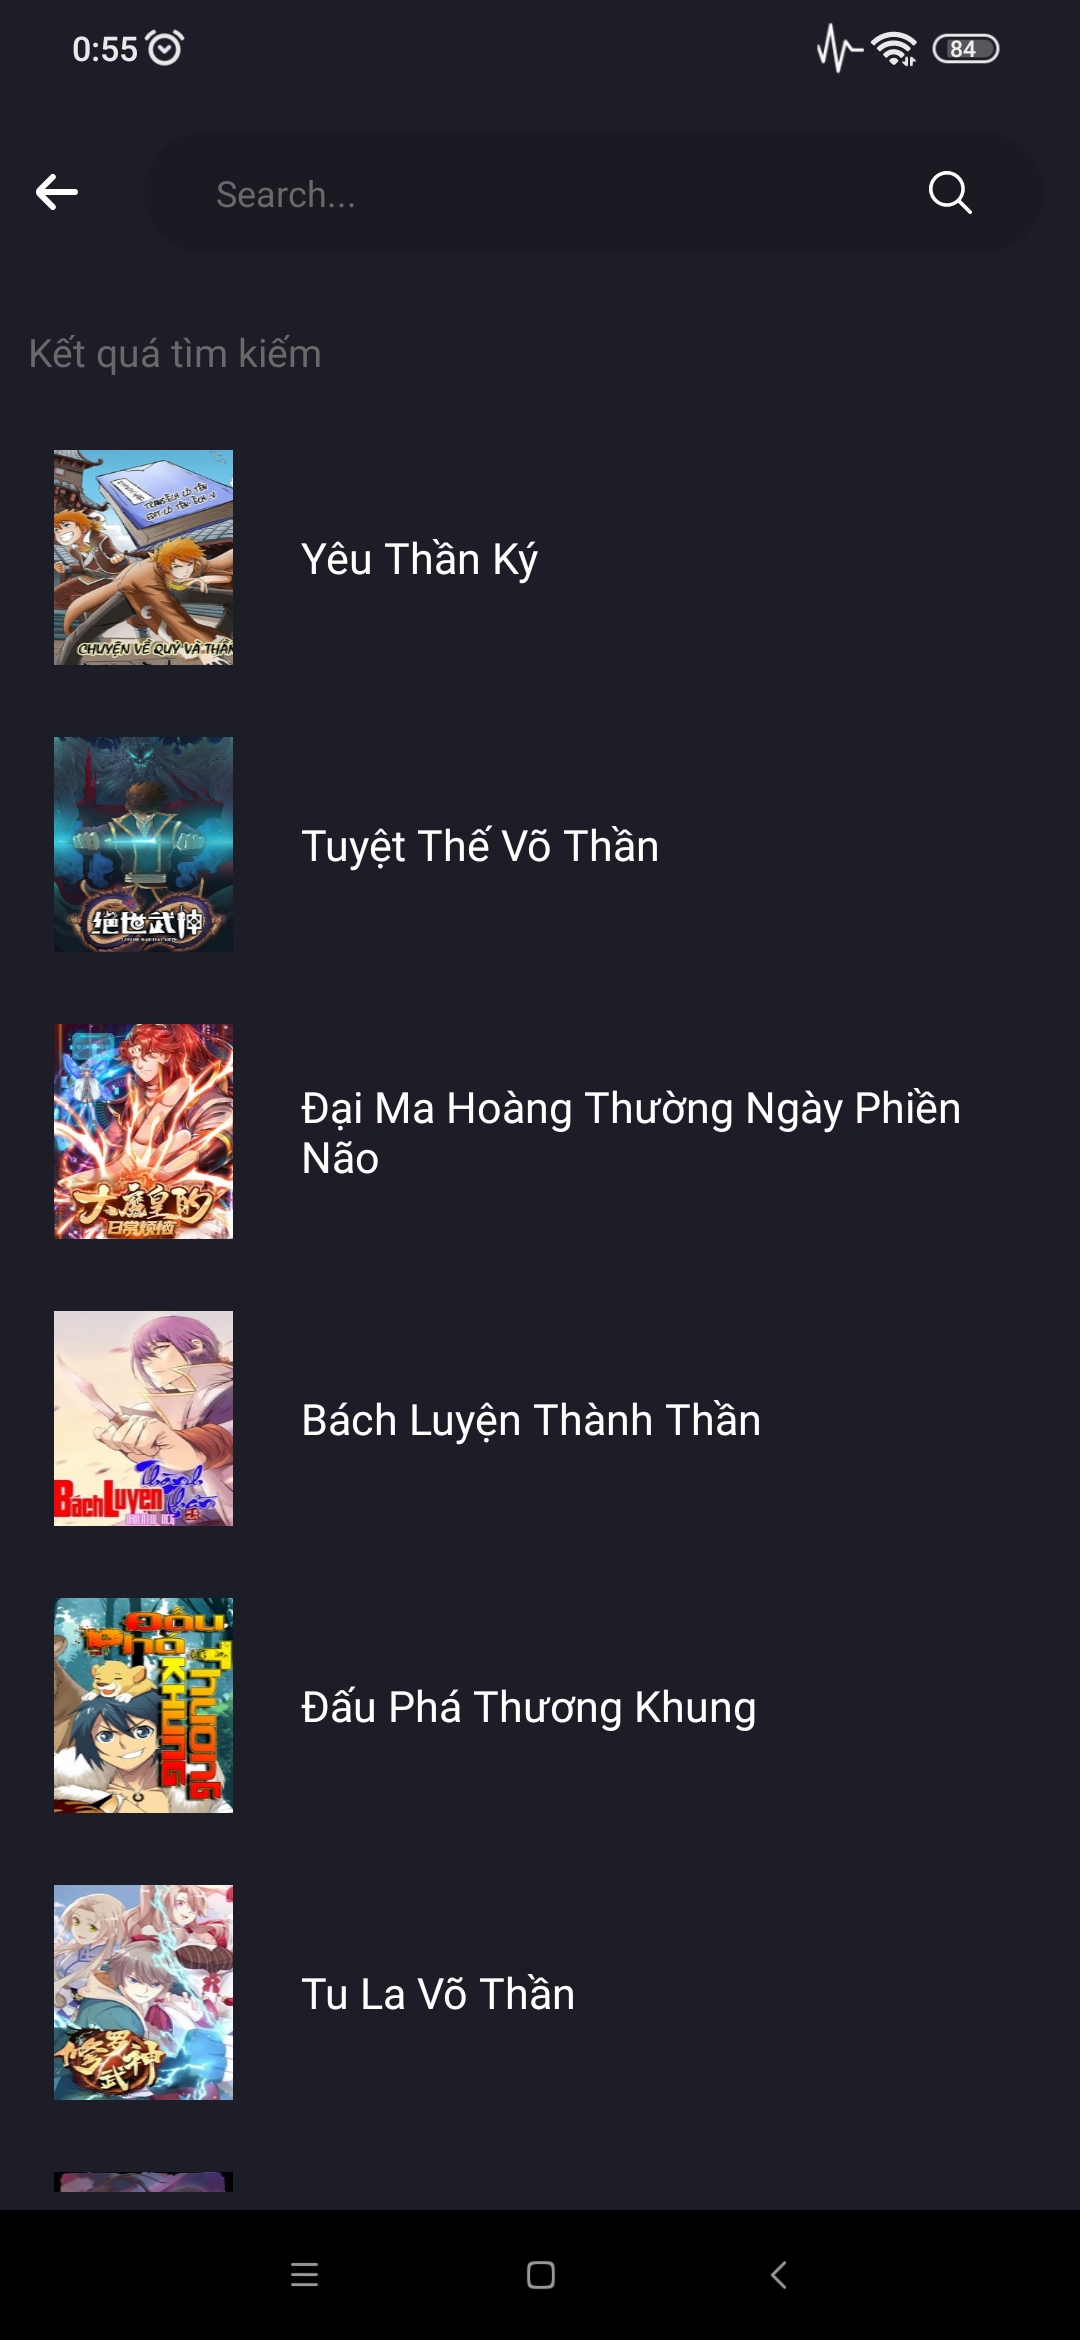 0:55
84
Search...
Kết quá tìm kiếm
CHUYỆN VỀ QUỶ VÀ THẦN
Yêu Thần Ký
绝世武神
Tuyệt Thế Võ Thần
大魔皇的
日常烦恼
Đại Ma Hoàng Thường Ngày Phiền
Não
Thành
Bách Luyện Thần
Bách Luyện Thành Thần
Đấu
Phá Thương
KHUNG
Đấu Phá Thương Khung
修罗
武神
Tu La Võ Thần